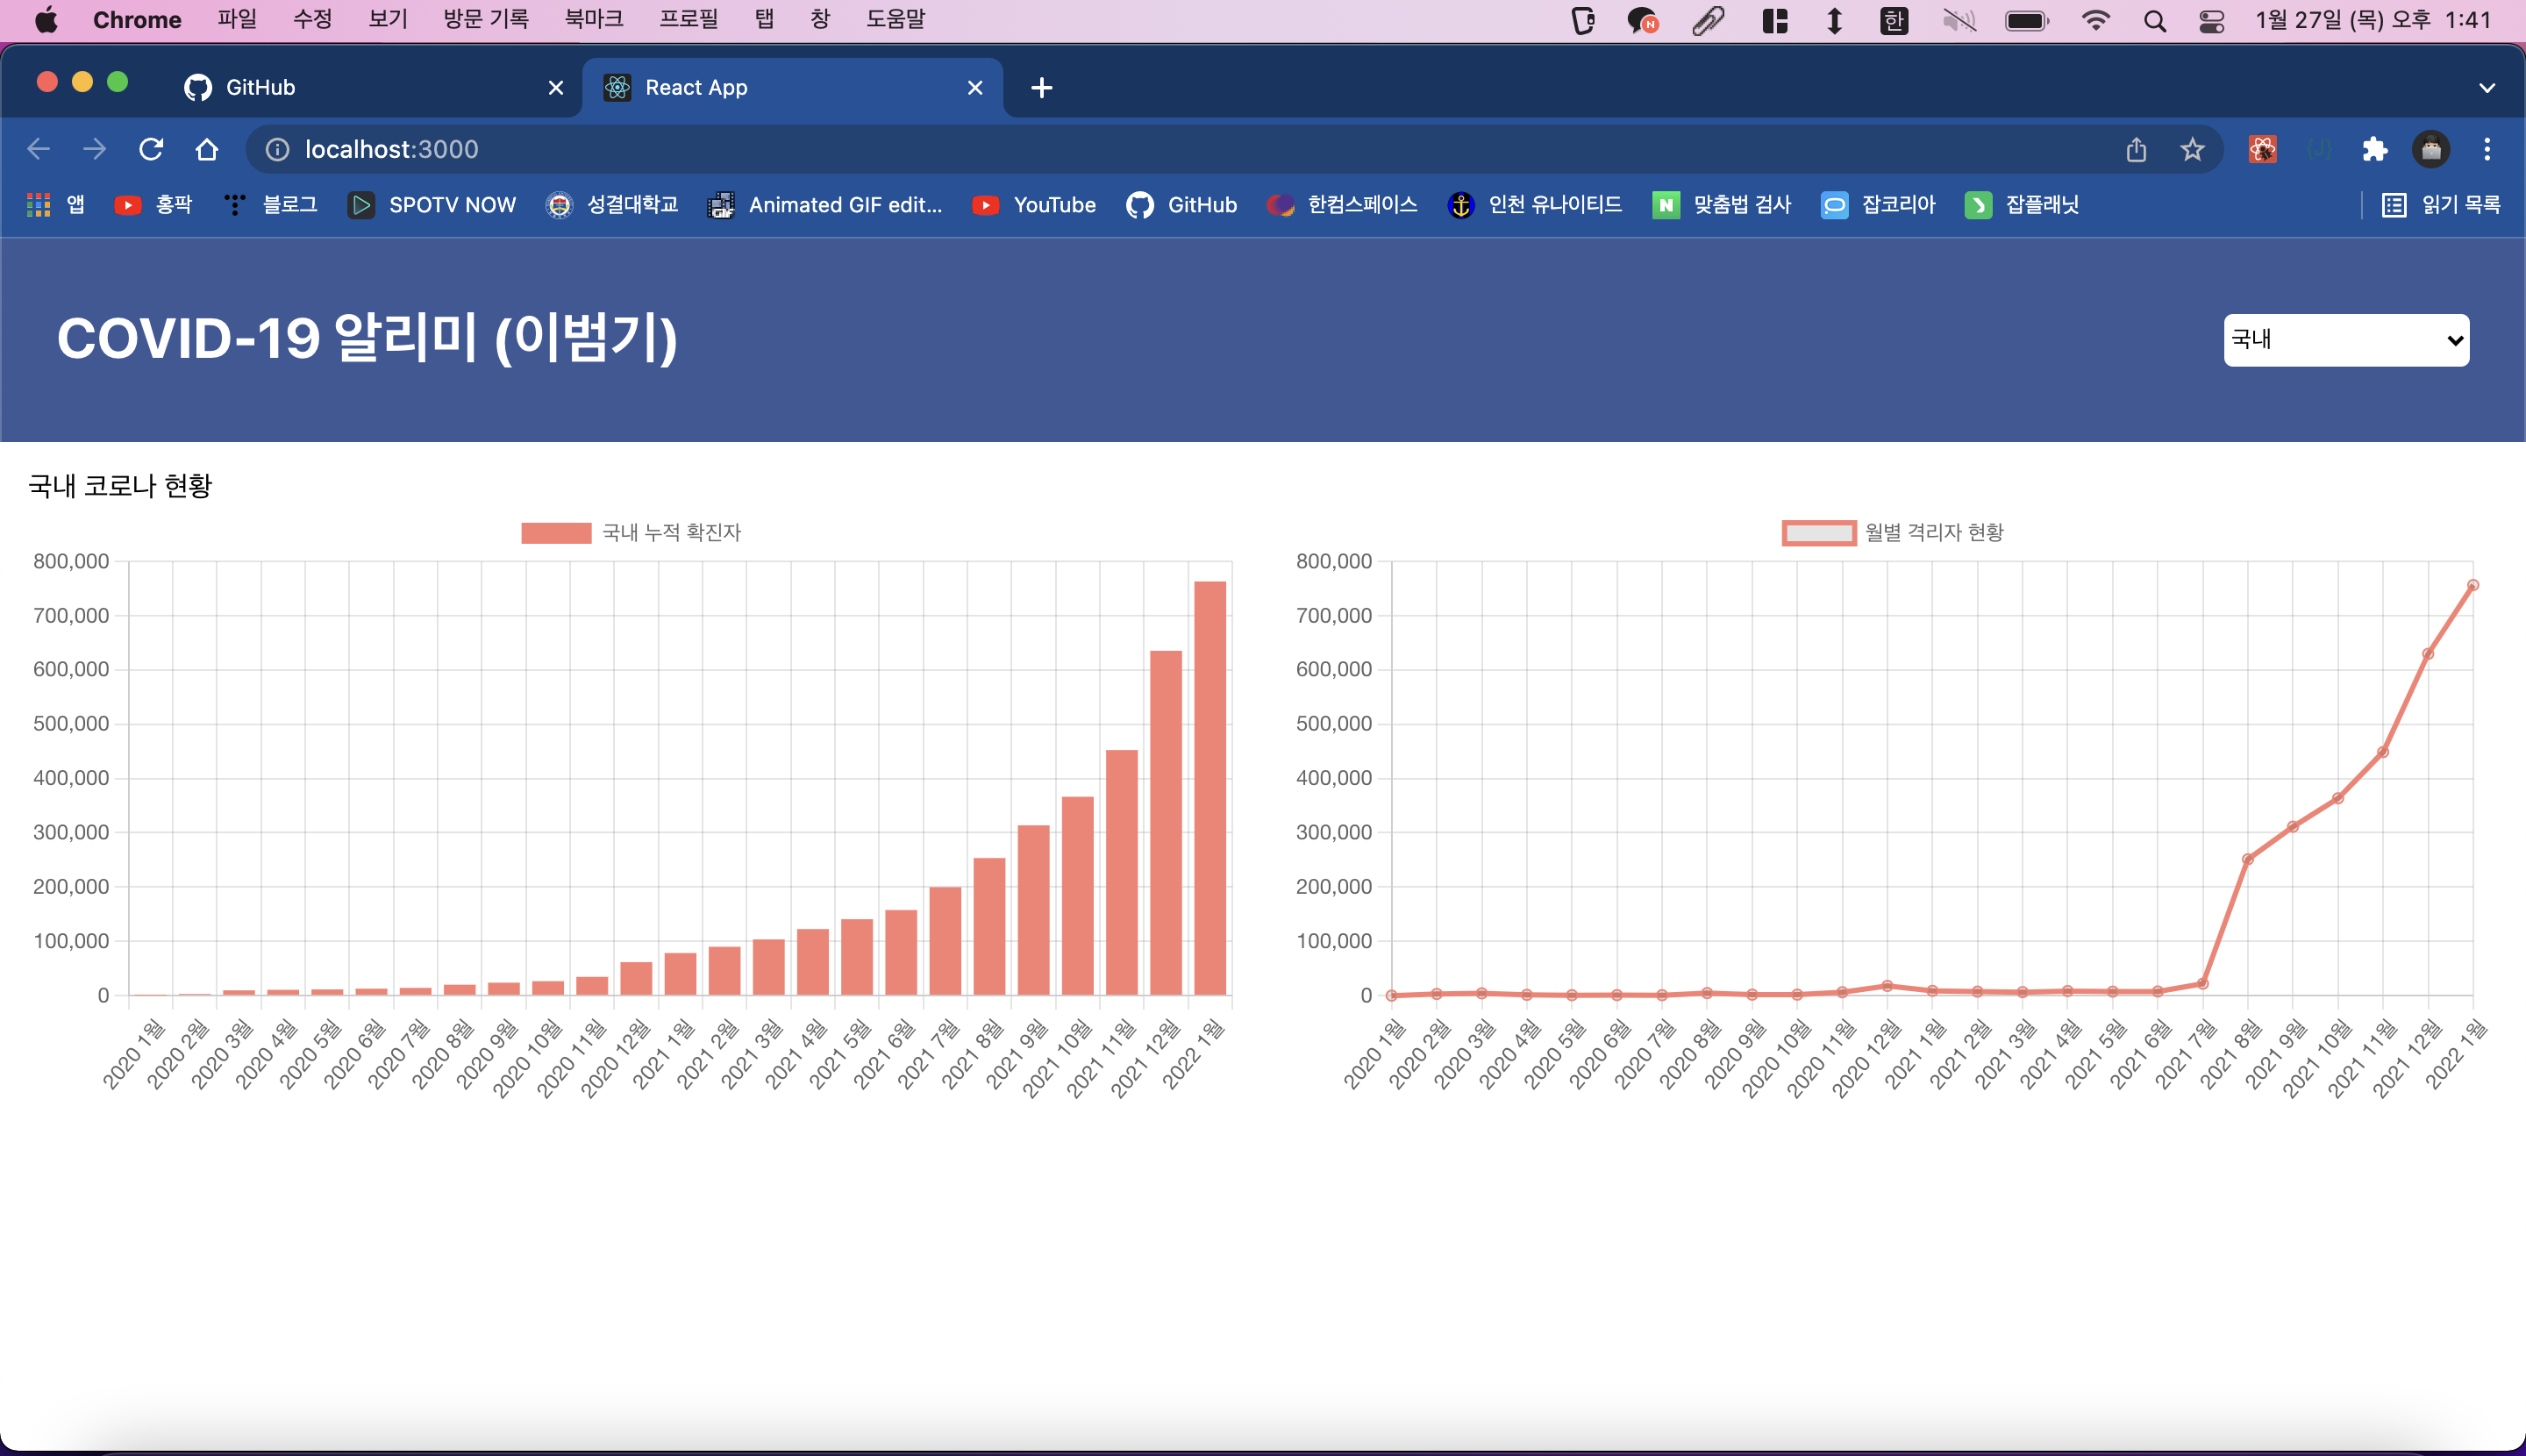 Chrome 파일 수정 보기 방문 기록 북마크 프로필 탭 창 도움말 N 한 1월 27일 (목) 오후 1:41
GitHub React App
localhost:3000
앱 홍팍 블로그 SPOTV NOW 성결대학교 GIF Animated GIF edit... YouTube GitHub 한컴스페이스 인천 유나이티드 N 맞춤법 검사 잡코리아 잡플래닛 읽기 목록
COVID-19 알리미 (이범기) 국내
국내 코로나 현황
국내 누적 확진자
800,000
700,000
600,000
500,000
400,000
300,000
200,000
100,000
0
2020 1월 2020 2월 2020 3월 2020 4월 2020 5월 2020 6월 2020 7월 2020 8월 2020 9월 2020 10월 2020 11월 2020 12월 2021 1월 2021 2월 2021 3월 2021 4월 2021 5월 2021 6월 2021 7월 2021 8월 2021 9월 2021 10월 2021 11월 2021 12월 2022 1월
월별 격리자 현황
800,000
700,000
600,000
500,000
400,000
300,000
200,000
100,000
0
2020 1월 2020 2월 2020 3월 2020 4월 2020 5월 2020 6월 2020 7월 2020 8월 2020 9월 2020 10월 2020 11월 2020 12월 2021 1월 2021 2월 2021 3월 2021 4월 2021 5월 2021 6월 2021 7월 2021 8월 2021 9월 2021 10월 2021 11월 2021 12월 2022 1월